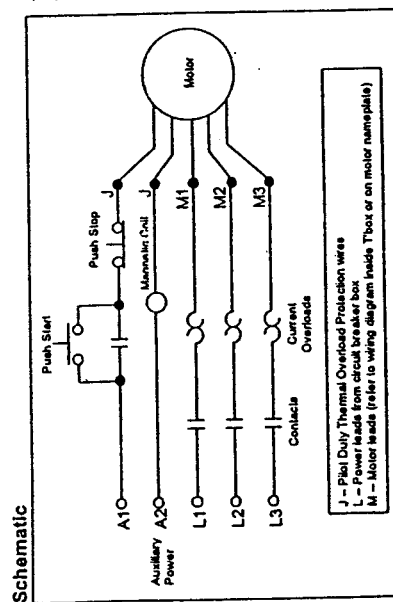 Schematic
Push Start
Push Stop
Magnetic Coil
Motor
A1
J
A2
J
Auxiliary
Power
L1
M1
L2
M2
L3
M3
Contacts
Current
Overloads
J – Pilot Duty Thermal Overload Protection wires
L – Power leads from circuit breaker box
M – Motor leads (refer to wiring diagram inside T'box or on motor nameplate)